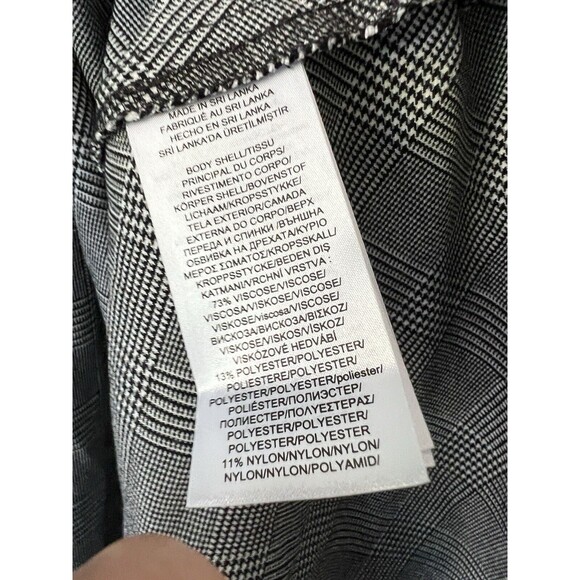 MADE IN SRI LANKA
FABRIQUÉ AU SRI LANKA
HECHO EN SRI LANKA
SRİ LANKA'DA ÜRETİLMİŞTİR
BODY SHELL/TISSU
PRINCIPAL DU CORPS/
RIVESTIMENTO CORPO/
KÖRPER SHELL/BOVENSTOF
LICHAAM/KROPSSTYKKE/
TELA EXTERIOR/CAMADA
EXTERNA DO CORPO/ВЕРХ
ПЕРЕДА И СПИНКИ /ВЪНШНА
ОБВИВКА НА ДРЕХАТА/ΚΥΡΙΟ
ΜΕΡΟΣ ΣΩΜΑΤΟΣ/KROPSSKALL/
KROPPSSTYCKE/BEDEN DIŞ
KATMANI/VRCHNÍ VRSTVA :
73% VISCOSE/VISCOSE/
VISCOSA/VISKOSE/VISCOSE/
VISKOSE/viscosa/VISCOSE/
ВИСКОЗА/ВИСКОЗА/ΒΙΣΚΟΖ/
VISKOSE/VISKOS/VİSKOZ/
VISKÓZOVÉ HEDVÁBÍ
13% POLYESTER/POLYESTER/
POLIESTERE/POLYESTER/
POLYESTER/POLYESTER/poliester/
POLIÉSTER/ПОЛИЭСТЕР/
ПОЛИЕСТЕР/ΠΟΛΥΕΣΤΕΡΑΣ/
POLYESTER/POLYESTER/
POLYESTER/POLYESTER
11% NYLON/NYLON/NYLON/
NYLON/NYLON/POLYAMID/